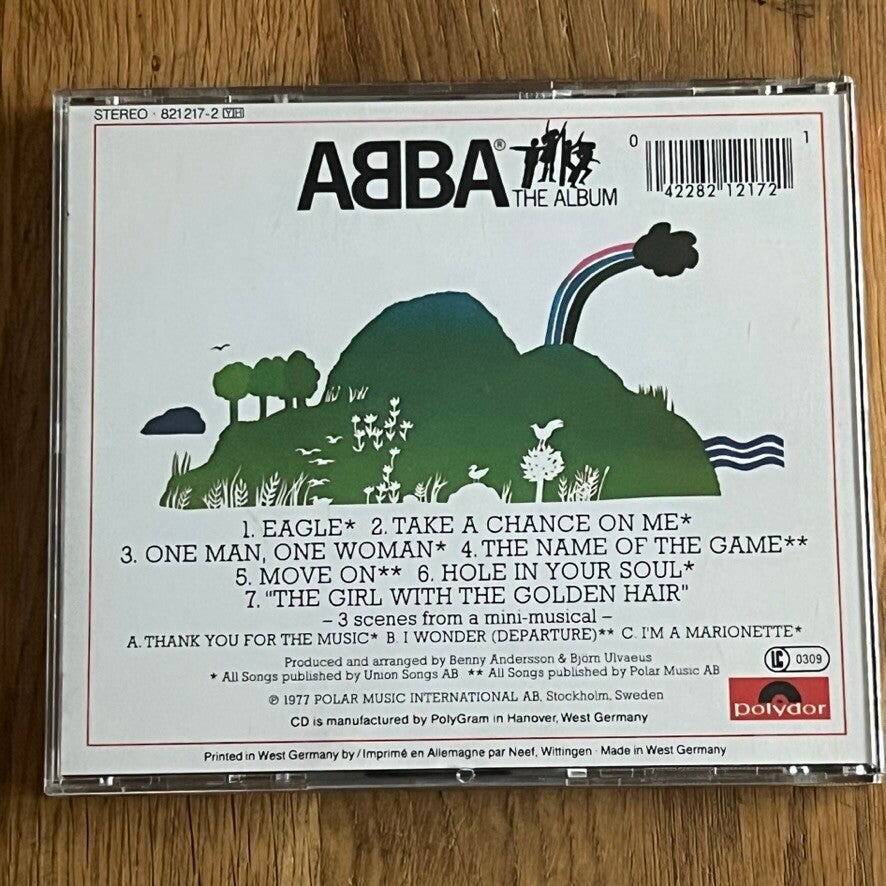 STEREO · 821 217-2 YH
ABBA®
THE ALBUM
0 42282 12172 1
1. EAGLE* 2. TAKE A CHANCE ON ME*
3. ONE MAN, ONE WOMAN* 4. THE NAME OF THE GAME**
5. MOVE ON** 6. HOLE IN YOUR SOUL*
7. "THE GIRL WITH THE GOLDEN HAIR"
– 3 scenes from a mini-musical –
A. THANK YOU FOR THE MUSIC* B. I WONDER (DEPARTURE)** C. I'M A MARIONETTE*
Produced and arranged by Benny Andersson & Björn Ulvaeus
* All Songs published by Union Songs AB ** All Songs published by Polar Music AB
℗ 1977 POLAR MUSIC INTERNATIONAL AB, Stockholm, Sweden
CD is manufactured by PolyGram in Hanover, West Germany
LC 0309
polydor
Printed in West Germany by / Imprimé en Allemagne par Neef, Wittingen · Made in West Germany